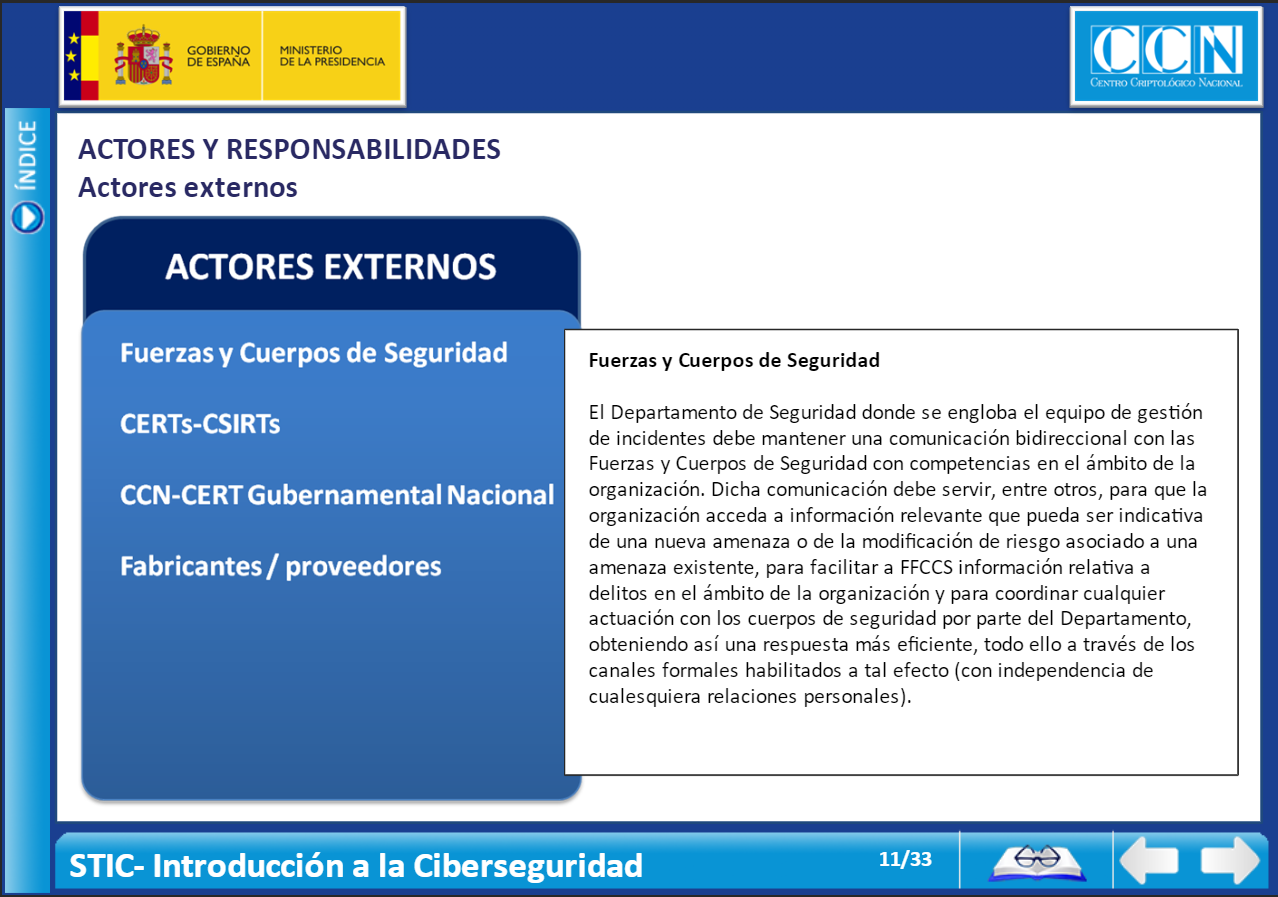 GOBIERNO
DE ESPAÑA
MINISTERIO
DE LA PRESIDENCIA
CCN
CENTRO CRIPTOLÓGICO NACIONAL
ÍNDICE
ACTORES Y RESPONSABILIDADES
Actores externos
ACTORES EXTERNOS
Fuerzas y Cuerpos de Seguridad
CERTs-CSIRTs
CCN-CERT Gubernamental Nacional
Fabricantes / proveedores
Fuerzas y Cuerpos de Seguridad
El Departamento de Seguridad donde se engloba el equipo de gestión
de incidentes debe mantener una comunicación bidireccional con las
Fuerzas y Cuerpos de Seguridad con competencias en el ámbito de la
organización. Dicha comunicación debe servir, entre otros, para que la
organización acceda a información relevante que pueda ser indicativa
de una nueva amenaza o de la modificación de riesgo asociado a una
amenaza existente, para facilitar a FFCCS información relativa a
delitos en el ámbito de la organización y para coordinar cualquier
actuación con los cuerpos de seguridad por parte del Departamento,
obteniendo así una respuesta más eficiente, todo ello a través de los
canales formales habilitados a tal efecto (con independencia de
cualesquiera relaciones personales).
STIC- Introducción a la Ciberseguridad
11/33